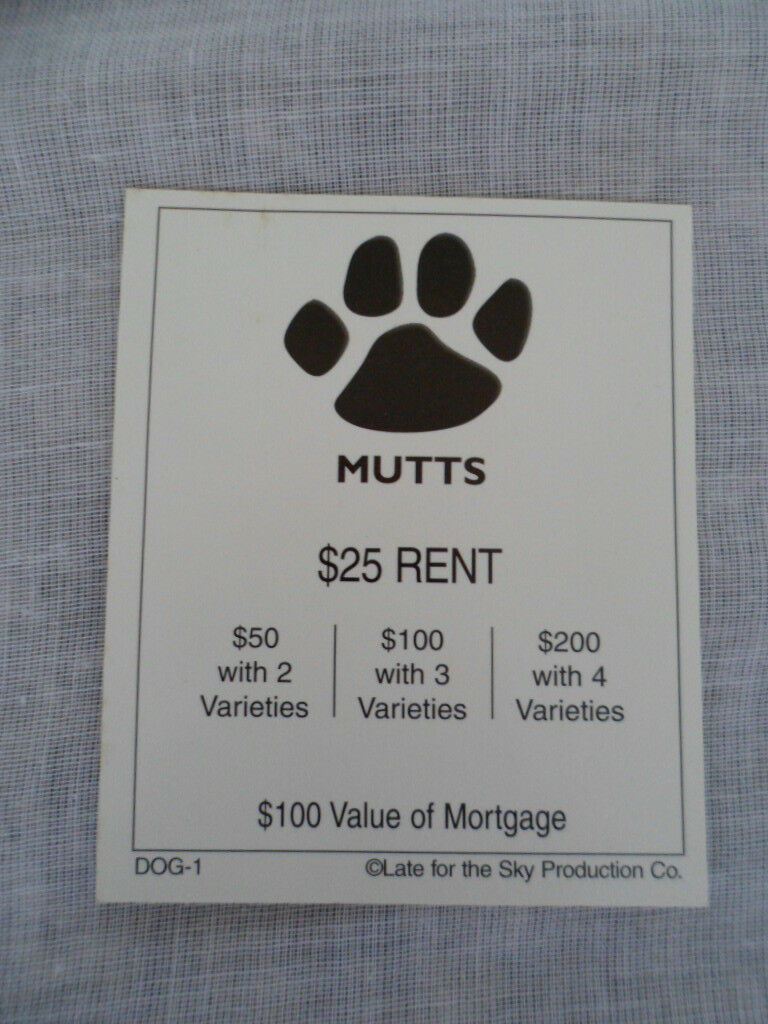 MUTTS
$25 RENT
$50
with 2
Varieties
$100
with 3
Varieties
$200
with 4
Varieties
$100 Value of Mortgage
DOG-1
©Late for the Sky Production Co.